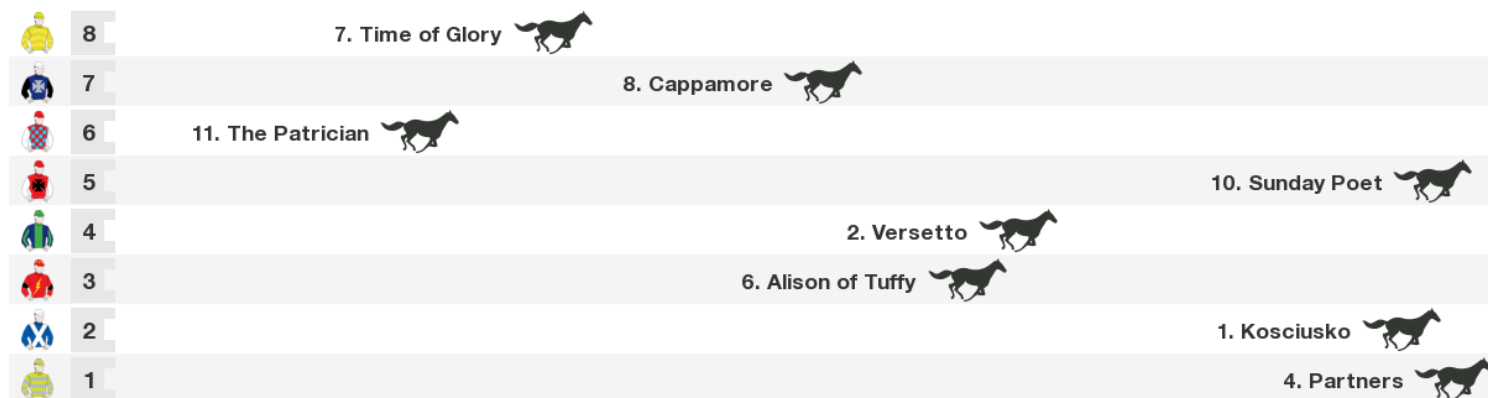 8 7. Time of Glory
7 8. Cappamore
6 11. The Patrician
5 10. Sunday Poet
4 2. Versetto
3 6. Alison of Tuffy
2 1. Kosciusko
1 4. Partners